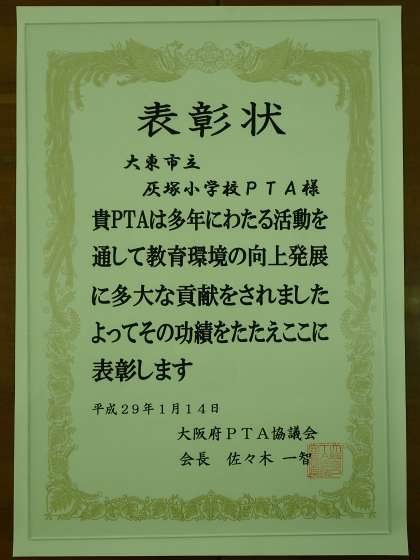 表彰状
大東市立
灰塚小学校PTA様
貴PTAは多年にわたる活動を
通して教育環境の向上発展
に多大な貢献をされました
よってその功績をたたえここに
表彰します
平成29年1月14日
大阪府PTA協議会
会長 佐々木 一智